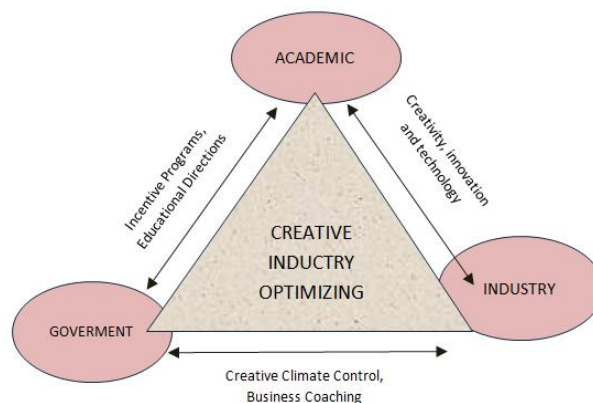 ACADEMIC
Incentive Programs,
Educational Directions
Creativity, innovation
and technology
CREATIVE
INDUCTRY
OPTIMIZING
GOVERMENT
INDUSTRY
Creative Climate Control,
Business Coaching